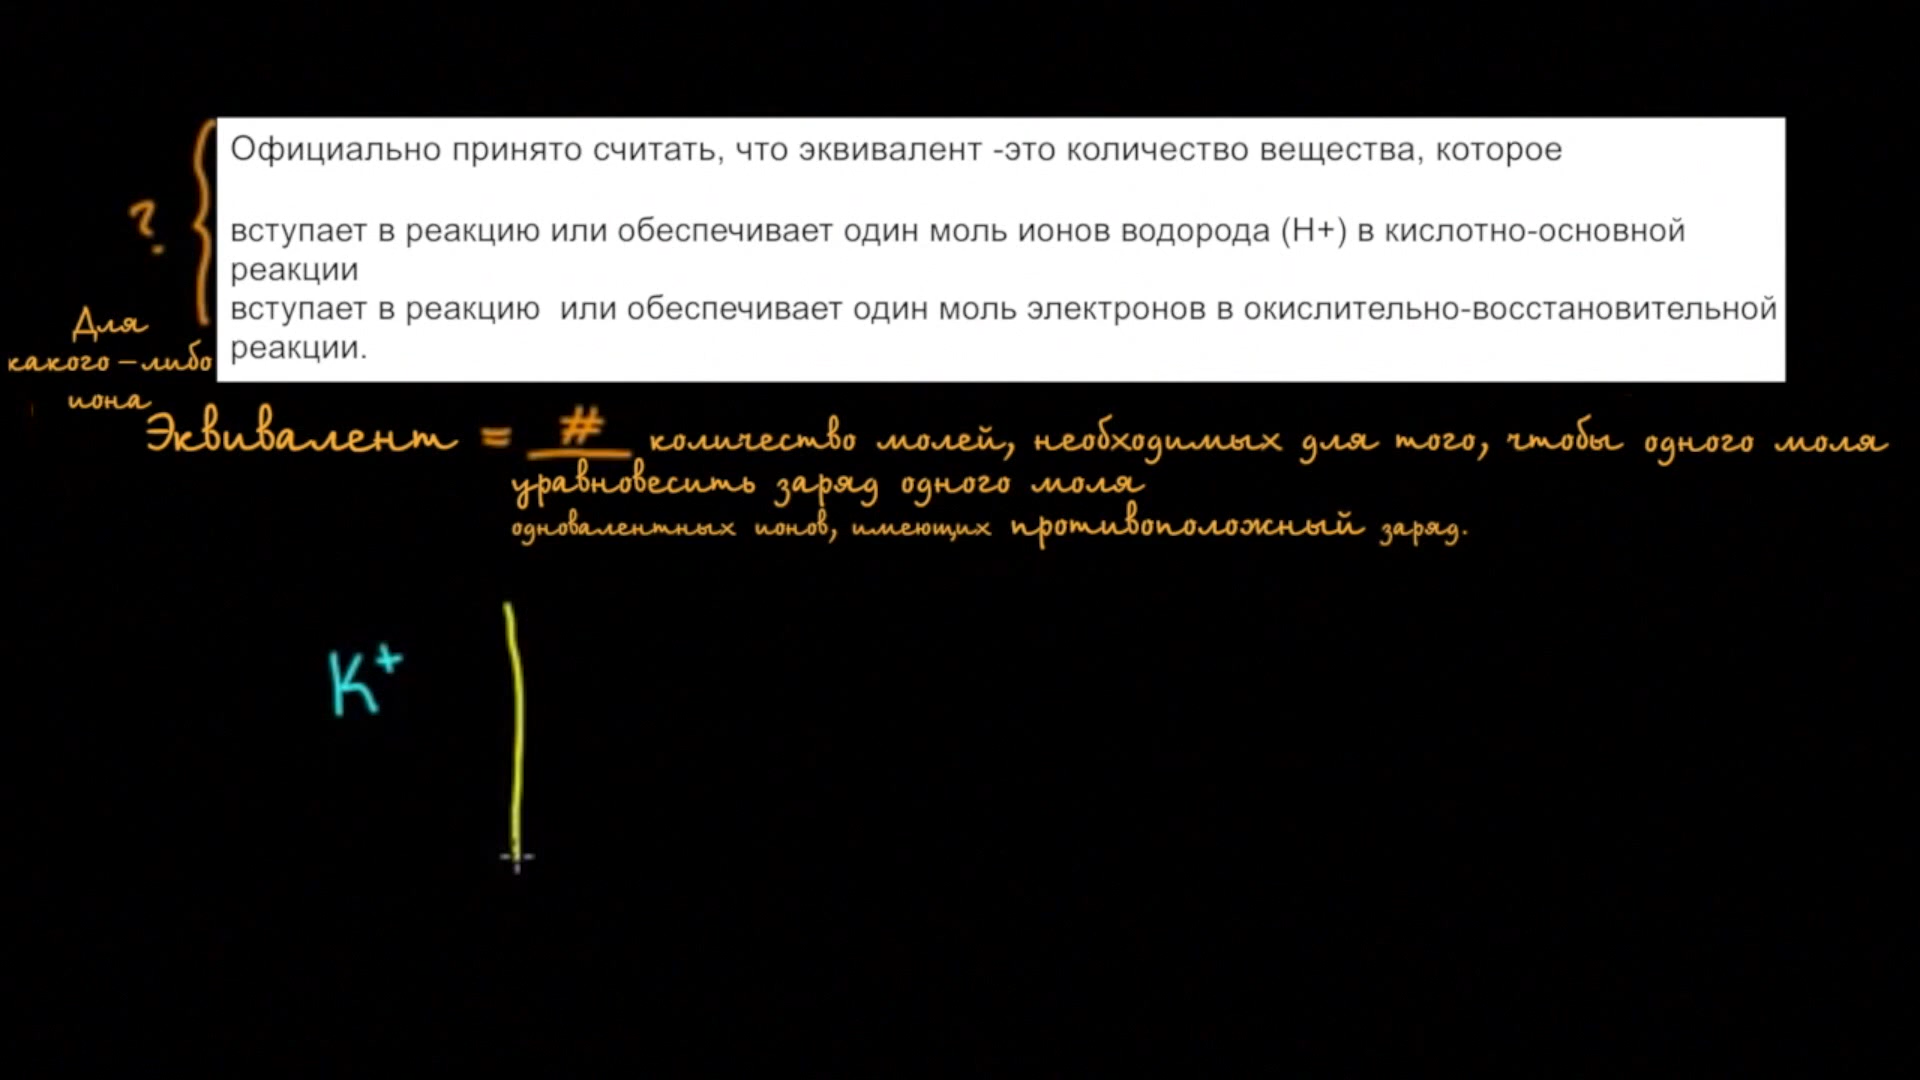 Официально принято считать, что эквивалент -это количество вещества, которое
вступает в реакцию или обеспечивает один моль ионов водорода (Н+) в кислотно-основной
реакции
вступает в реакцию  или обеспечивает один моль электронов в окислительно-восстановительной
реакции.
?
Для
какого-либо
иона
Эквивалент = # количество молей, необходимых для того, чтобы одного моля
уравновесить заряд одного моля
одновалентных ионов, имеющих противоположный заряд.
K+